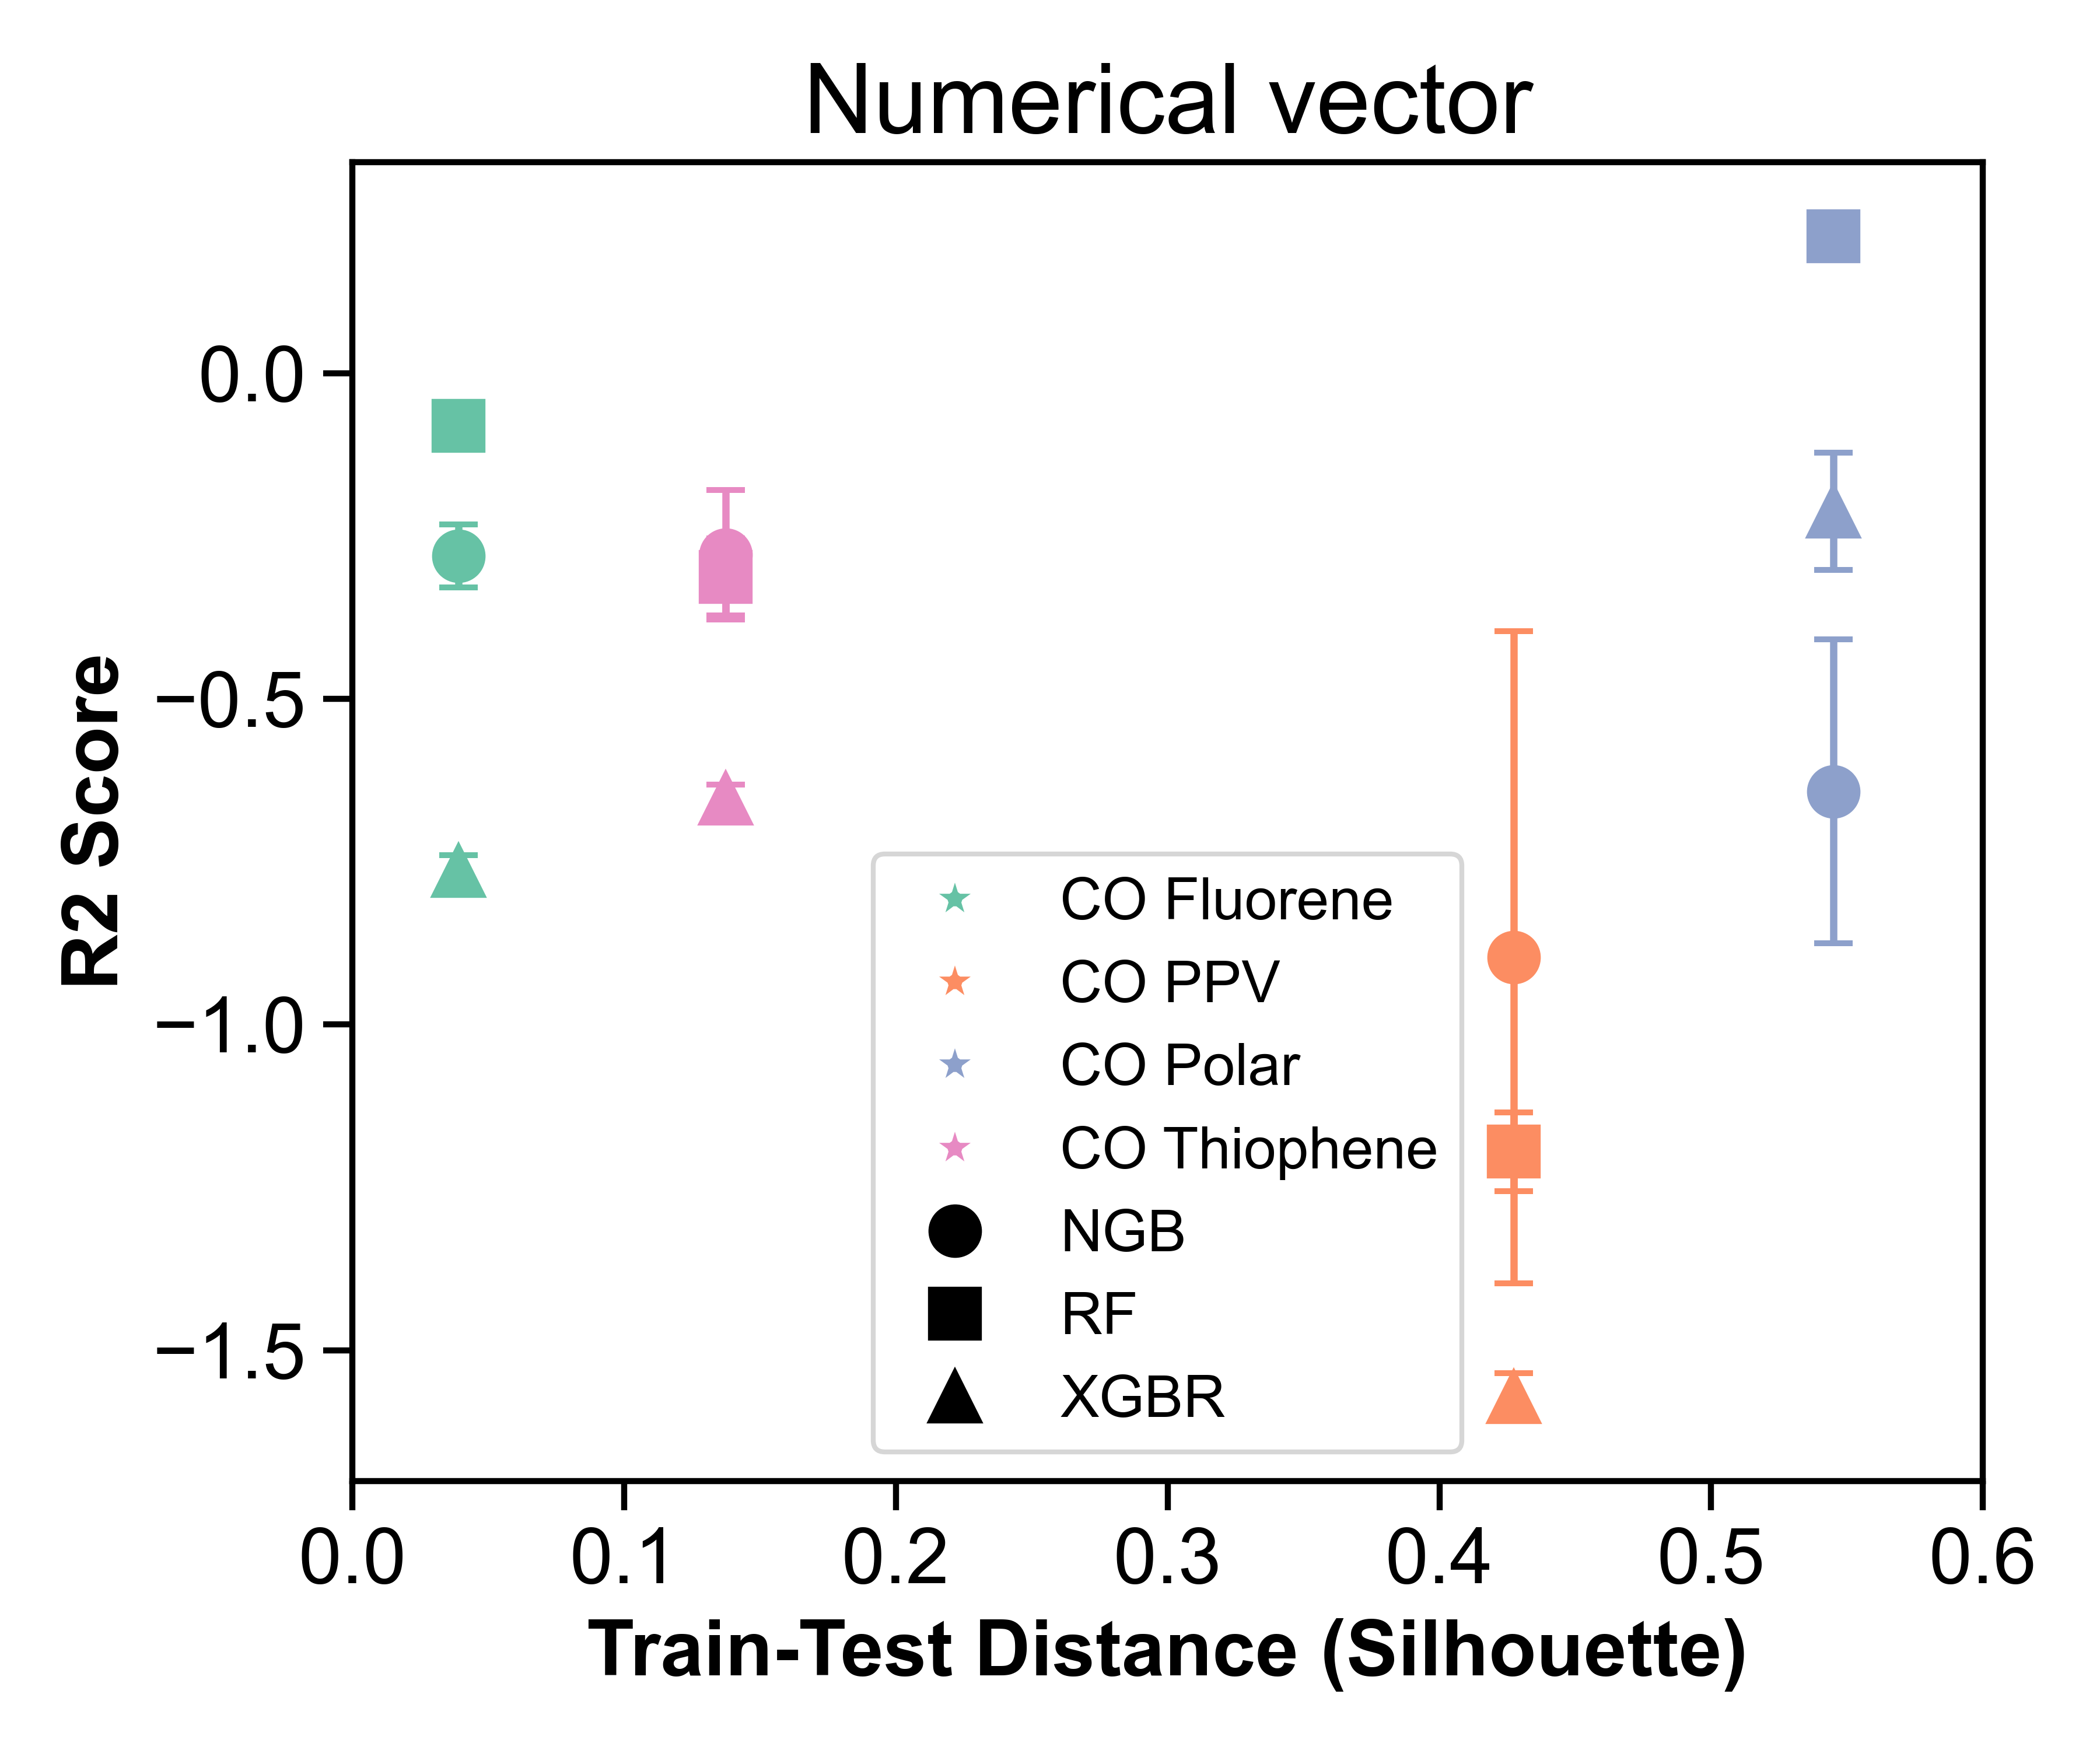 Numerical vector
0.0
−0.5
−1.0
−1.5
R2 Score
CO Fluorene
CO PPV
CO Polar
CO Thiophene
NGB
RF
XGBR
0.0 0.1 0.2 0.3 0.4 0.5 0.6
Train-Test Distance (Silhouette)